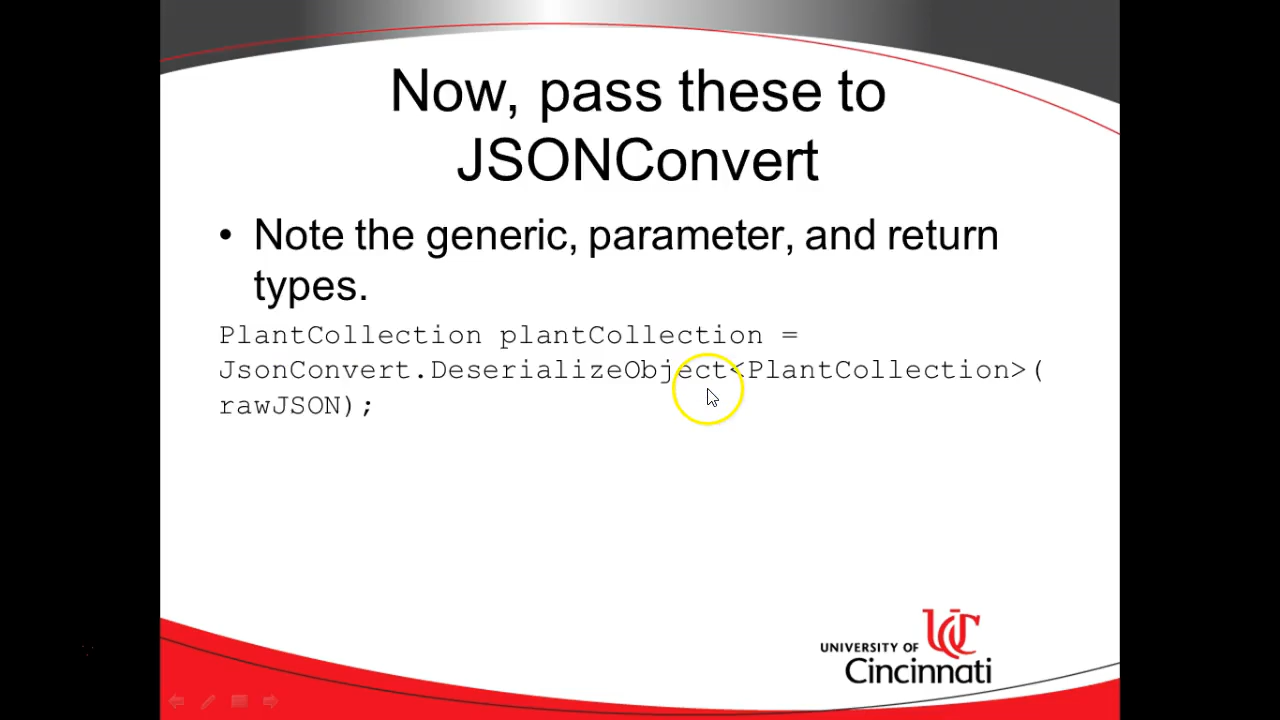 Now, pass these to
JSONConvert
• Note the generic, parameter, and return
types.
PlantCollection plantCollection =
JsonConvert.DeserializeObject<PlantCollection>(
rawJSON);
UC
UNIVERSITY OF
Cincinnati